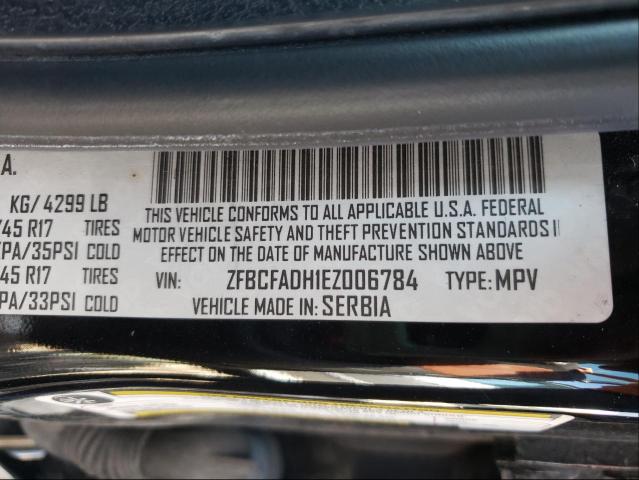 A.
KG/ 4299 LB
THIS VEHICLE CONFORMS TO ALL APPLICABLE U.S.A. FEDERAL
45 R17 TIRES
MOTOR VEHICLE SAFETY AND THEFT PREVENTION STANDARDS I
PA/35PSI COLD
EFFECT ON THE DATE OF MANUFACTURE SHOWN ABOVE
45 R17 TIRES
VIN: ZFBCFADH1EZ006784 TYPE: MPV
PA/33PSI COLD
VEHICLE MADE IN: SERBIA